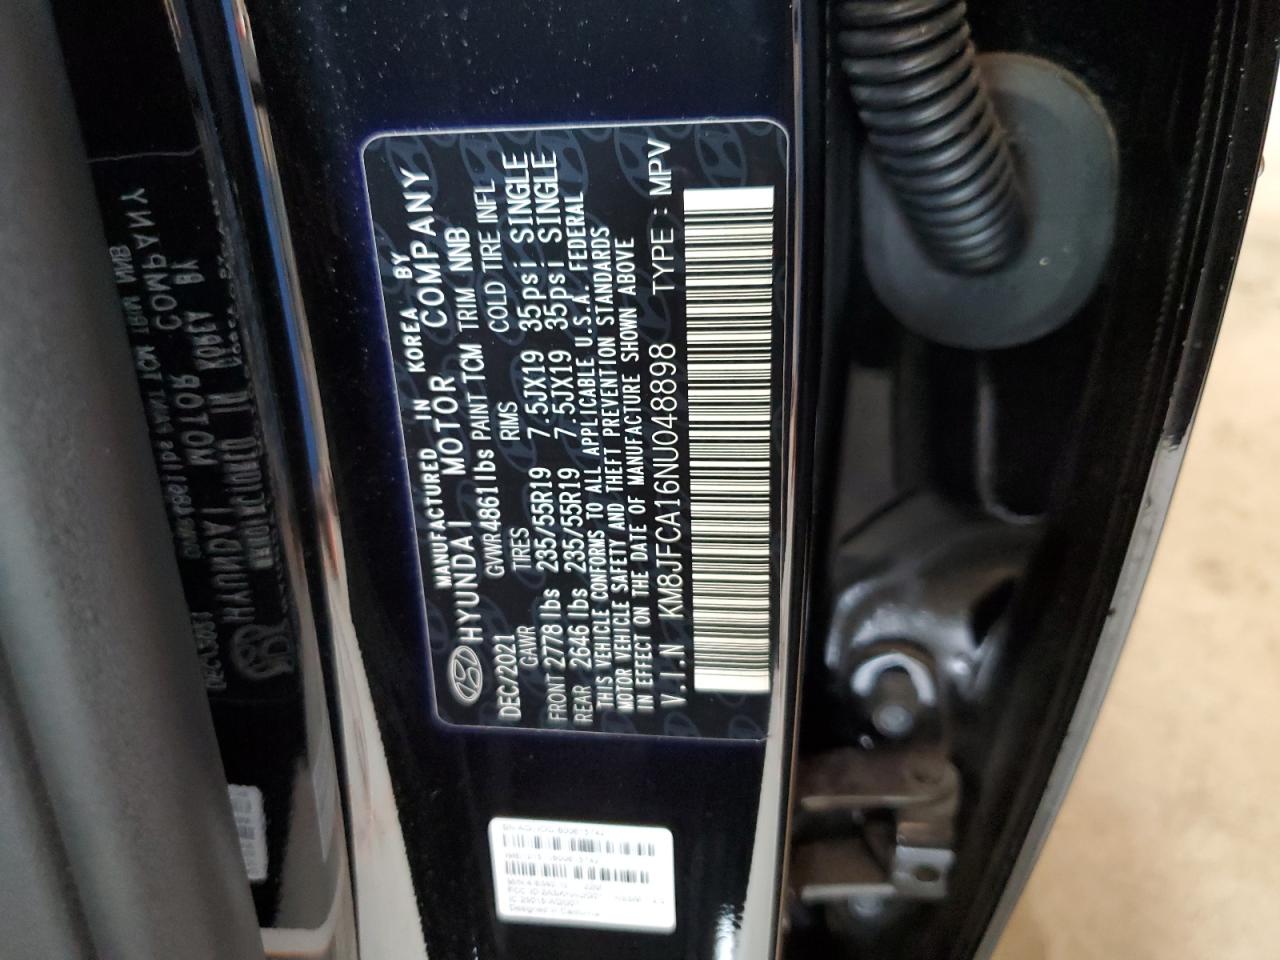 MANUFACTURED IN KOREA BY
HYUNDAI MOTOR COMPANY
DEC/2021 GVWR 4861 lbs PAINT TCM TRIM NNB
GAWR TIRES RIMS COLD TIRE INFL
FRONT 2778 lbs 235/55R19 7.5JX19 35psi SINGLE
REAR 2646 lbs 235/55R19 7.5JX19 35psi SINGLE
THIS VEHICLE CONFORMS TO ALL APPLICABLE U.S.A. FEDERAL
MOTOR VEHICLE SAFETY AND THEFT PREVENTION STANDARDS
IN EFFECT ON THE DATE OF MANUFACTURE SHOWN ABOVE
V.I.N KM8JFCA16NU048898 TYPE: MPV
Designed in California